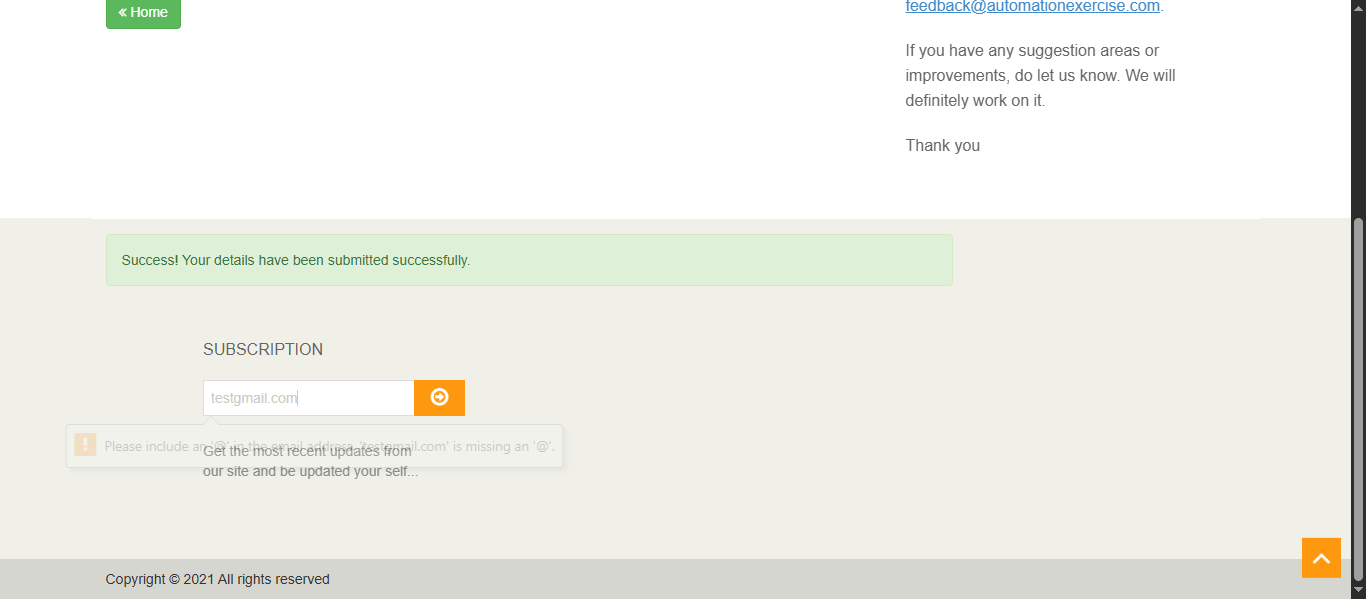 « Home
feedback@automationexercise.com.
If you have any suggestion areas or
improvements, do let us know. We will
definitely work on it.
Thank you
Success! Your details have been submitted successfully.
SUBSCRIPTION
testgmail.com
! Please include an '@' in the email address. 'testgmail.com' is missing an '@'.
Get the most recent updates from
our site and be updated your self...
Copyright © 2021 All rights reserved